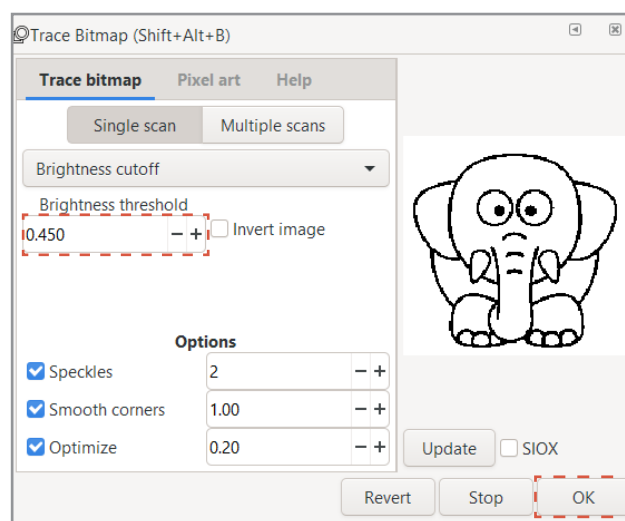 Trace Bitmap (Shift+Alt+B)
Trace bitmap Pixel art Help
Single scan Multiple scans
Brightness cutoff
Brightness threshold
0.450 − + Invert image
Options
Speckles 2 − +
Smooth corners 1.00 − +
Optimize 0.20 − +
Update SIOX
Revert Stop OK